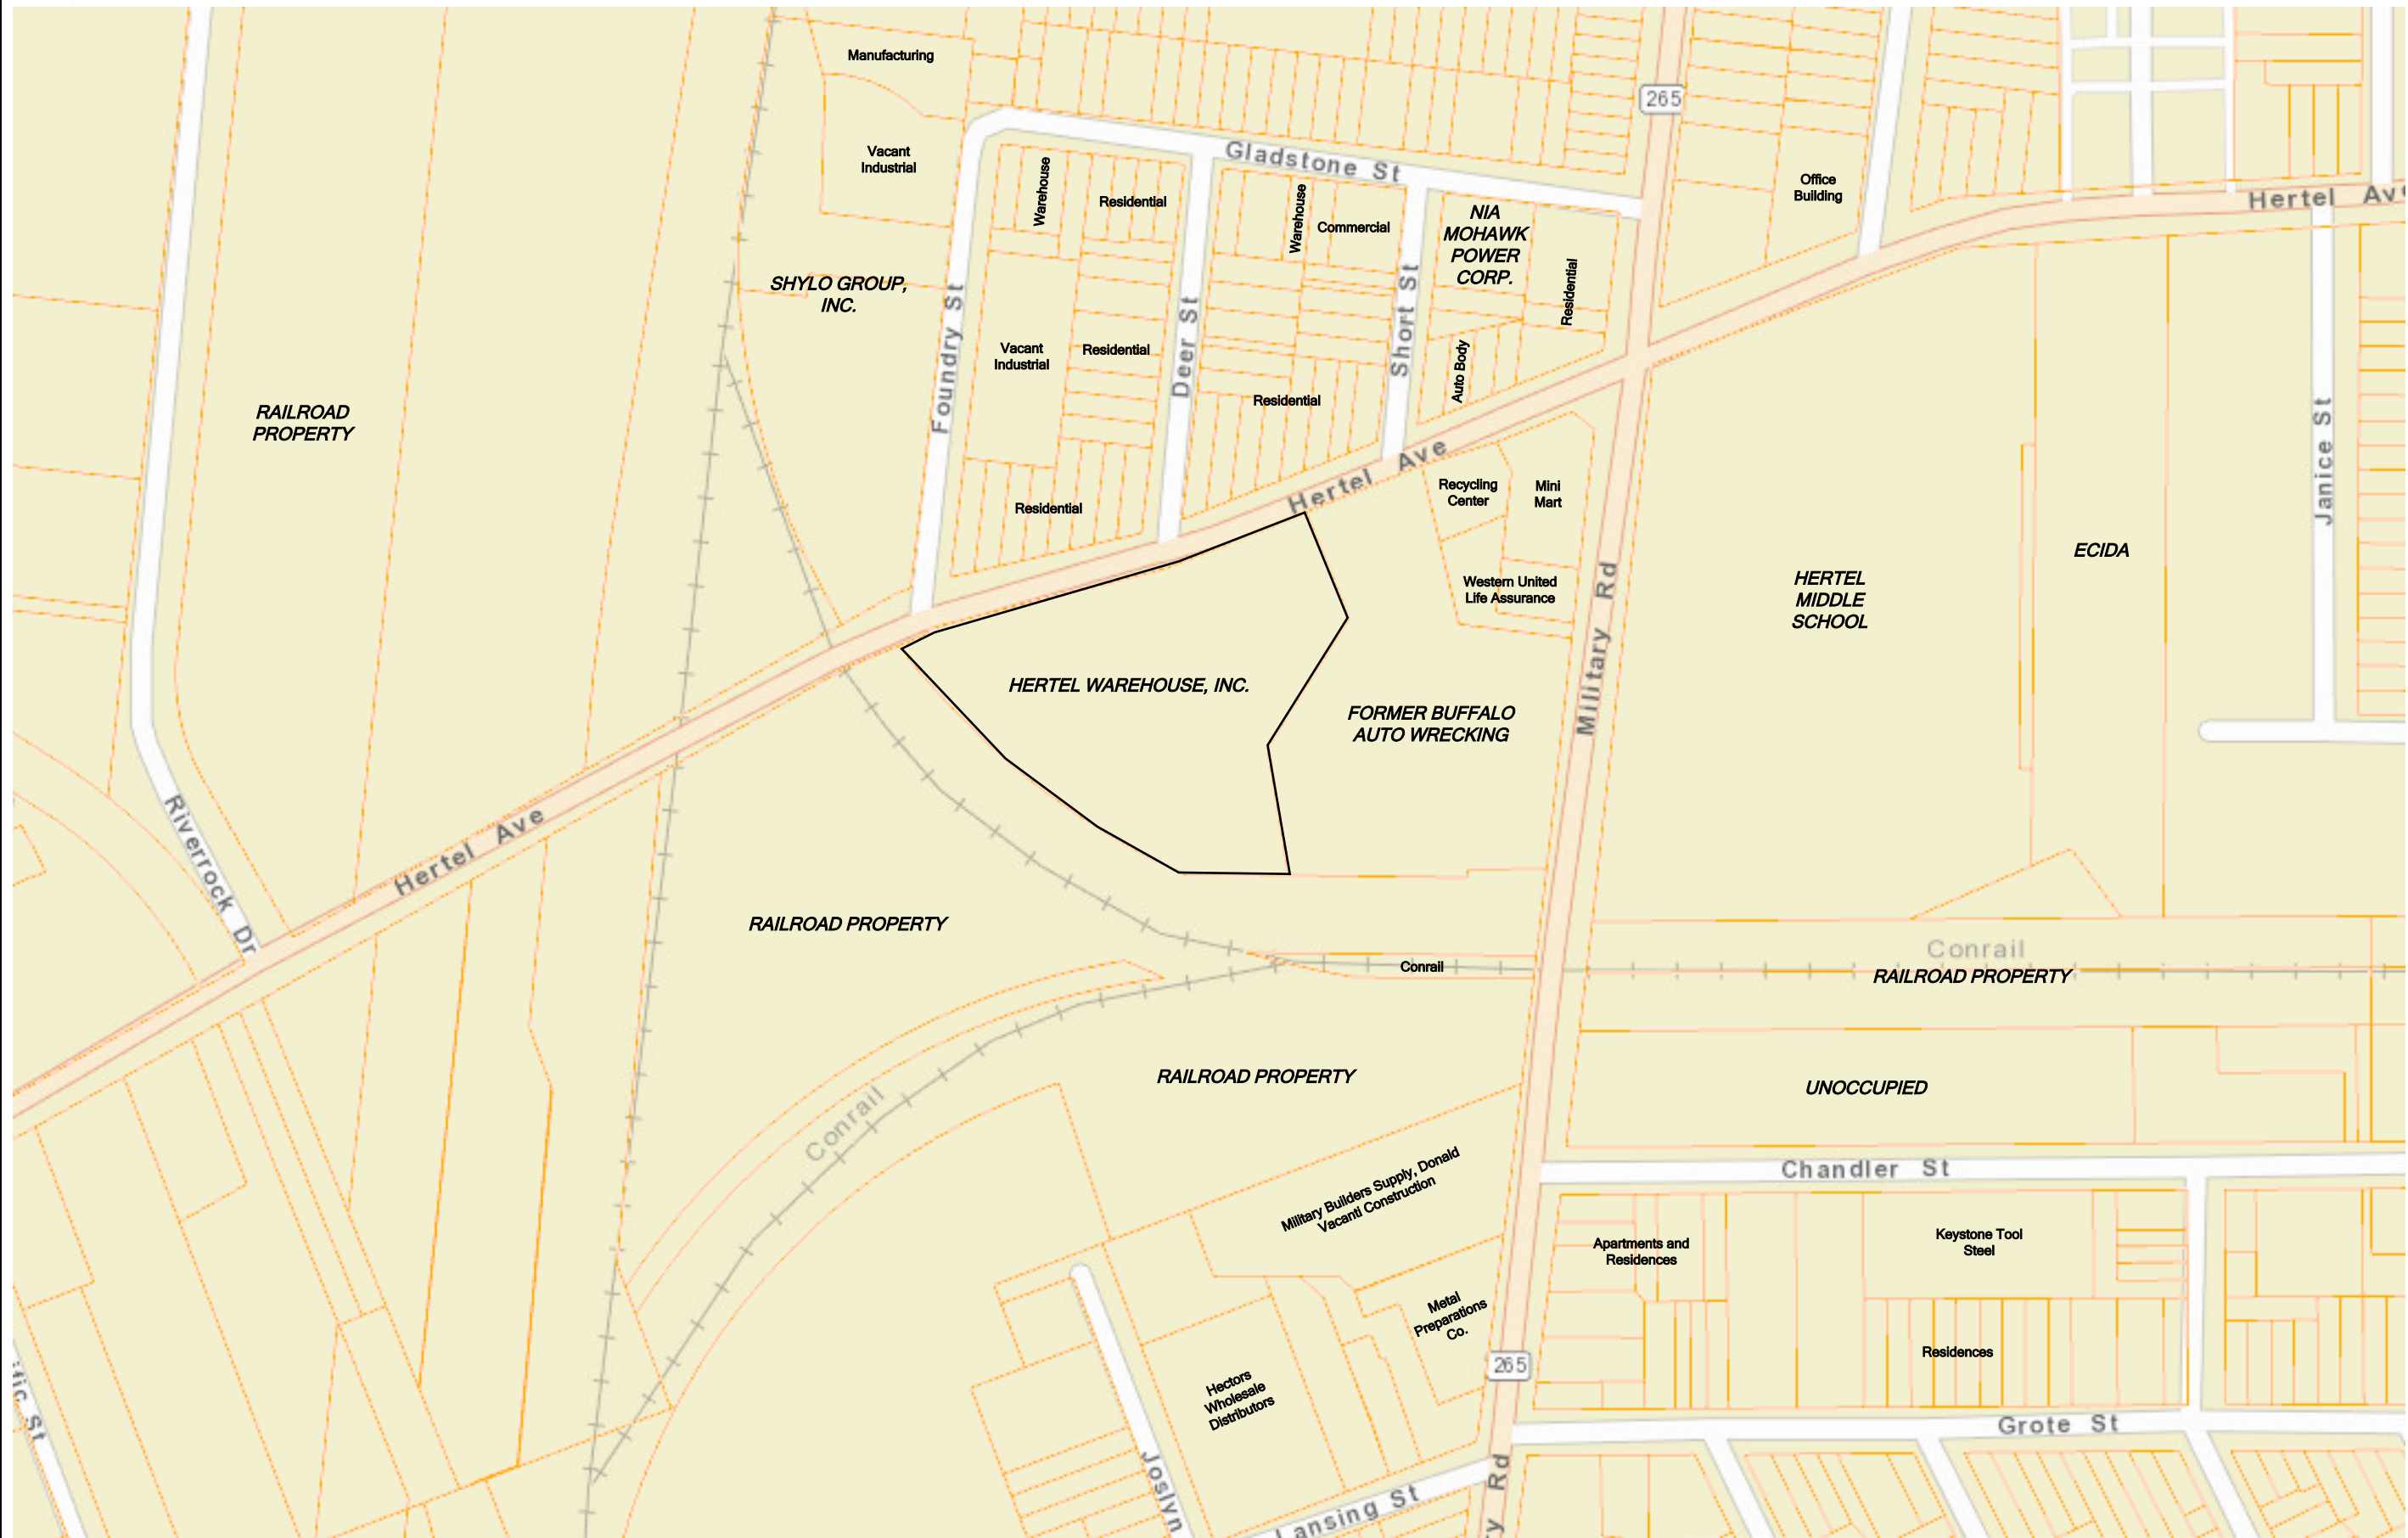 Manufacturing
265
Vacant
Industrial
Gladstone St
Warehouse
Residential
Warehouse
Commercial
NIA
MOHAWK
POWER
CORP.
Residential
Office
Building
Hertel Ave
SHYLO GROUP,
INC.
Foundry St
Vacant
Industrial
Residential
Deer St
Residential
Short St
Auto Body
RAILROAD
PROPERTY
Residential
Hertel Ave
Recycling
Center
Mini
Mart
Western United
Life Assurance
Military Rd
HERTEL
MIDDLE
SCHOOL
ECIDA
Janice St
HERTEL WAREHOUSE, INC.
FORMER BUFFALO
AUTO WRECKING
Riverrock Dr
Hertel Ave
RAILROAD PROPERTY
Conrail
Conrail
RAILROAD PROPERTY
RAILROAD PROPERTY
UNOCCUPIED
Conrail
Chandler St
Military Builders Supply, Donald
Vacanti Construction
Apartments and
Residences
Keystone Tool
Steel
Metal
Preparations
Co.
Residences
265
Hectors
Wholesale
Distributors
Grote St
St
Joslyn
Lansing St
Rd